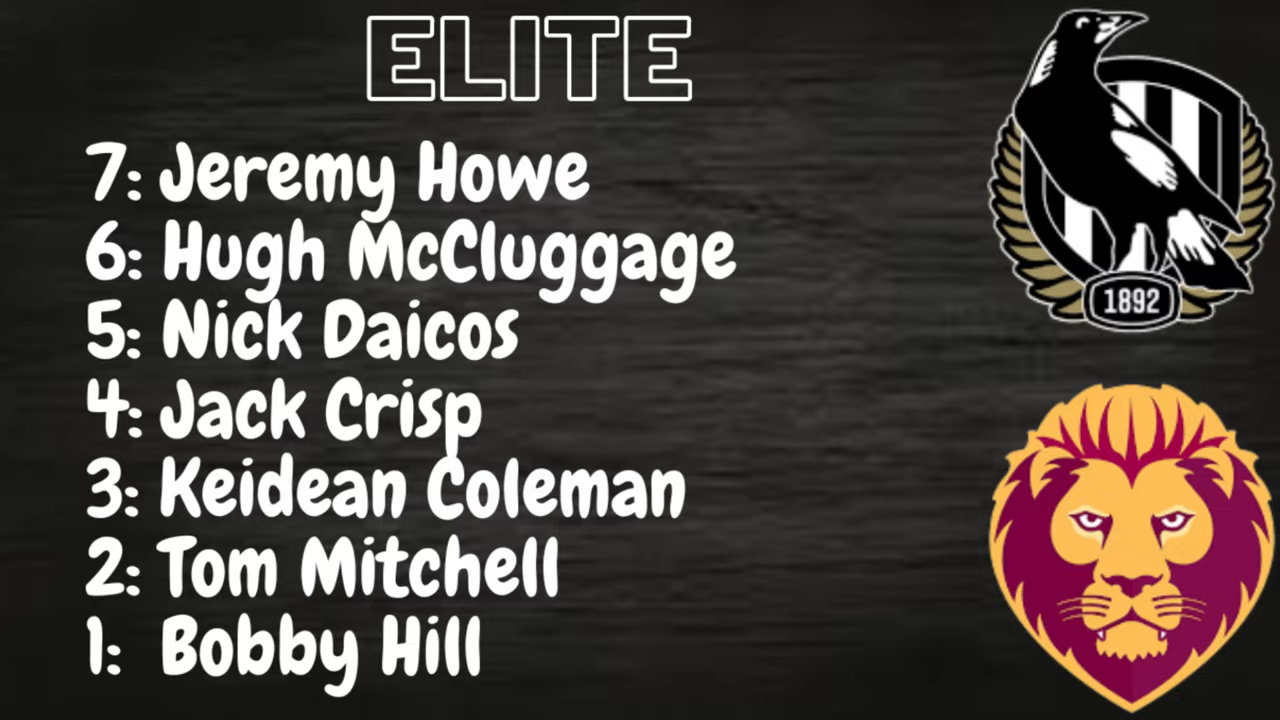 ELITE
7: Jeremy Howe
6: Hugh McCluggage
5: Nick Daicos
4: Jack Crisp
3: Keidean Coleman
2: Tom Mitchell
1: Bobby Hill
1892